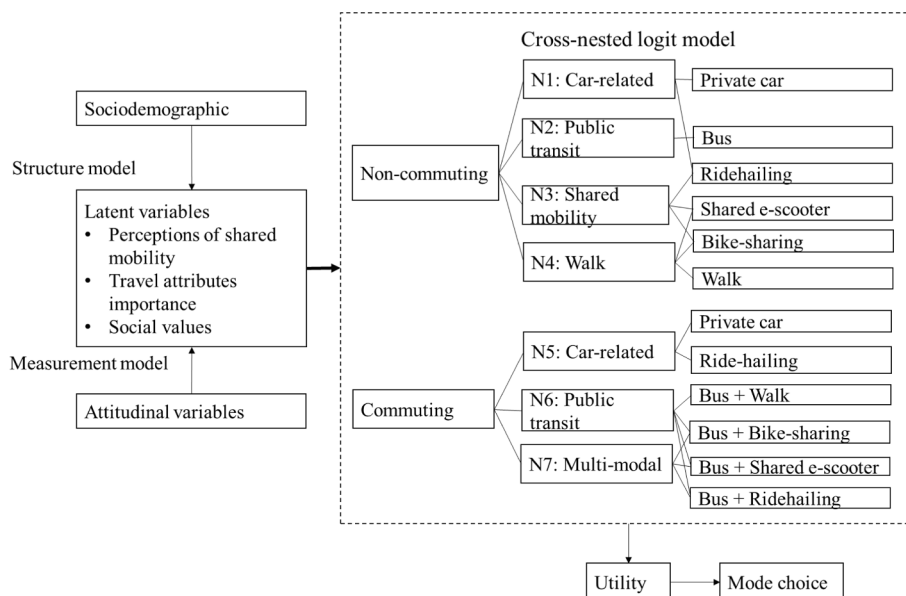 Cross-nested logit model
Sociodemographic
Structure model
Latent variables
• Perceptions of shared
mobility
• Travel attributes
importance
• Social values
Measurement model
Attitudinal variables
Non-commuting
N1: Car-related
N2: Public
transit
N3: Shared
mobility
N4: Walk
Private car
Bus
Ridehailing
Shared e-scooter
Bike-sharing
Walk
Commuting
N5: Car-related
N6: Public
transit
N7: Multi-modal
Private car
Ride-hailing
Bus + Walk
Bus + Bike-sharing
Bus + Shared e-scooter
Bus + Ridehailing
Utility
Mode choice